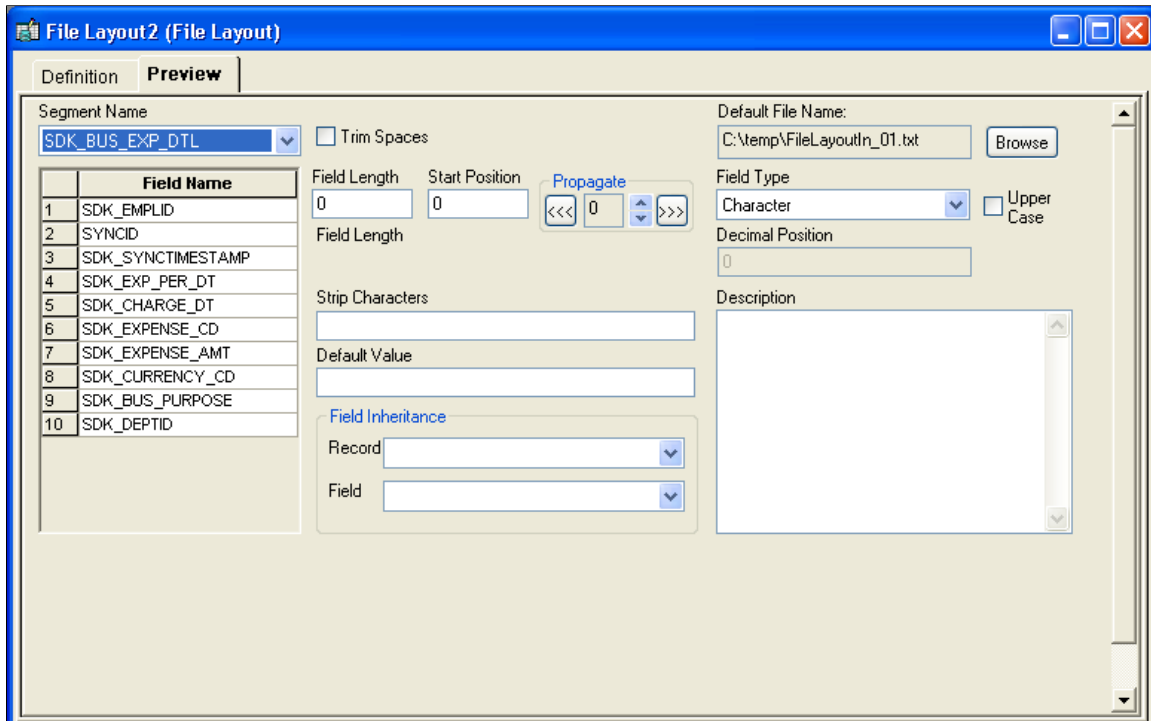 File Layout2 (File Layout)
Definition Preview
Segment Name
SDK_BUS_EXP_DTL
Trim Spaces
Default File Name:
C:\temp\FileLayoutIn_01.txt
Browse
Field Name
1 SDK_EMPLID
2 SYNCID
3 SDK_SYNCTIMESTAMP
4 SDK_EXP_PER_DT
5 SDK_CHARGE_DT
6 SDK_EXPENSE_CD
7 SDK_EXPENSE_AMT
8 SDK_CURRENCY_CD
9 SDK_BUS_PURPOSE
10 SDK_DEPTID
Field Length
0
Start Position
0
Propagate
<<< 0 >>>
Field Length
Field Type
Character
Upper
Case
Decimal Position
0
Strip Characters
Default Value
Field Inheritance
Record
Field
Description